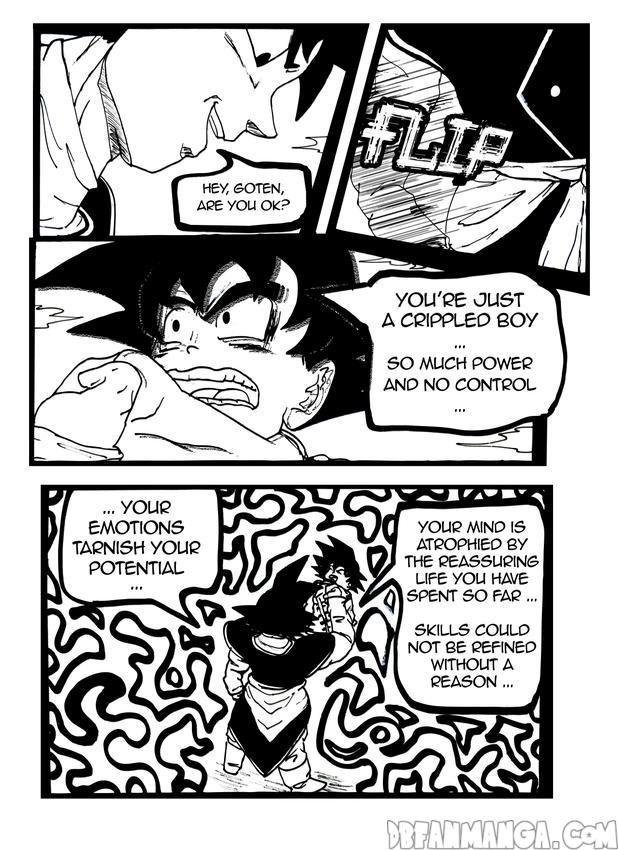 HEY, GOTEN,
ARE YOU OK?
FLIP
YOU'RE JUST
A CRIPPLED BOY
...
SO MUCH POWER
AND NO CONTROL
...
... YOUR
EMOTIONS
TARNISH YOUR
POTENTIAL
...
YOUR MIND IS
ATROPHIED BY
THE REASSURING
LIFE YOU HAVE
SPENT SO FAR ...
SKILLS COULD
NOT BE REFINED
WITHOUT A
REASON ...
DBFANMANGA.COM